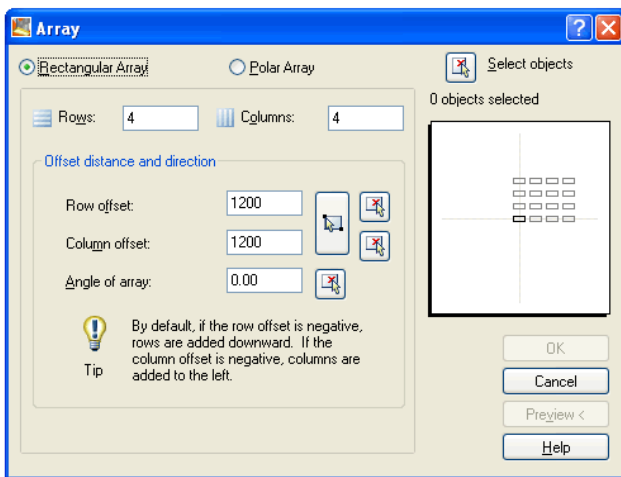 Array
Rectangular Array
Polar Array
Select objects
0 objects selected
Rows:
4
Columns:
4
Offset distance and direction
Row offset:
1200
Column offset:
1200
Angle of array:
0.00
Tip
By default, if the row offset is negative,
rows are added downward. If the
column offset is negative, columns are
added to the left.
OK
Cancel
Preview <
Help